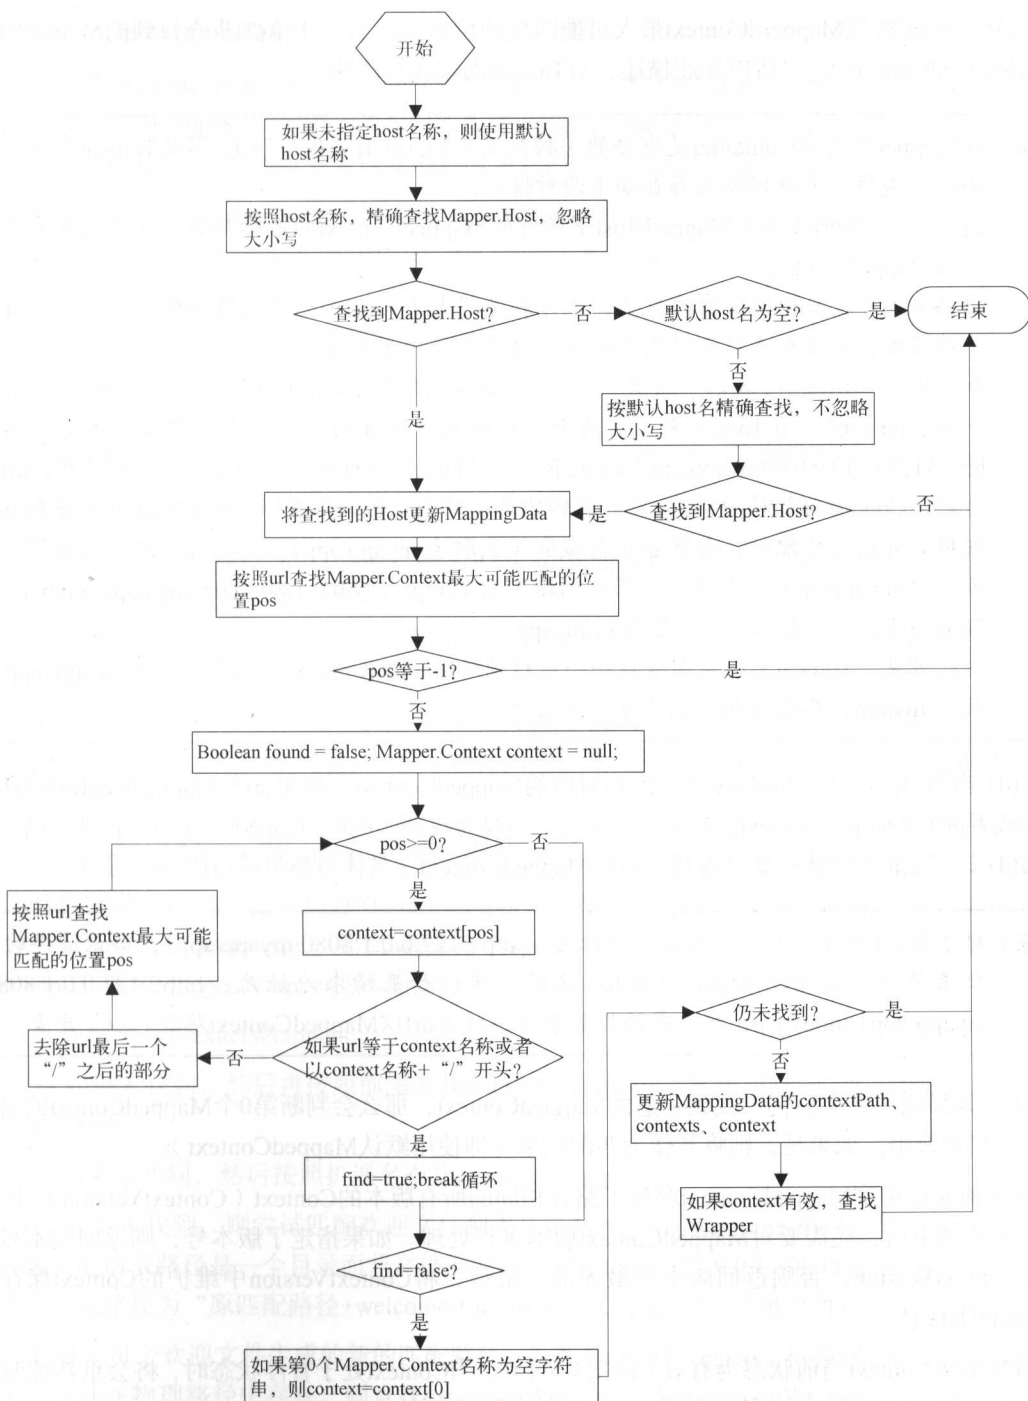 开始
如果未指定host名称，则使用默认
host名称
按照host名称，精确查找Mapper.Host，忽略
大小写
查找到Mapper.Host?
否
默认host名为空?
是
结束
否
按默认host名精确查找，不忽略
大小写
是
将查找到的Host更新MappingData
是
查找到Mapper.Host?
否
按照url查找Mapper.Context最大可能匹配的位
置pos
pos等于-1?
是
否
Boolean found = false; Mapper.Context context = null;
pos>=0?
否
是
按照url查找
Mapper.Context最大可能
匹配的位置pos
context=context[pos]
仍未找到?
是
去除url最后一个
“/”之后的部分
否
如果url等于context名称或者
以context名称+“/”开头?
否
更新MappingData的contextPath、
contexts、context
是
find=true;break循环
如果context有效，查找
Wrapper
find=false?
是
如果第0个Mapper.Context名称为空字符
串，则context=context[0]